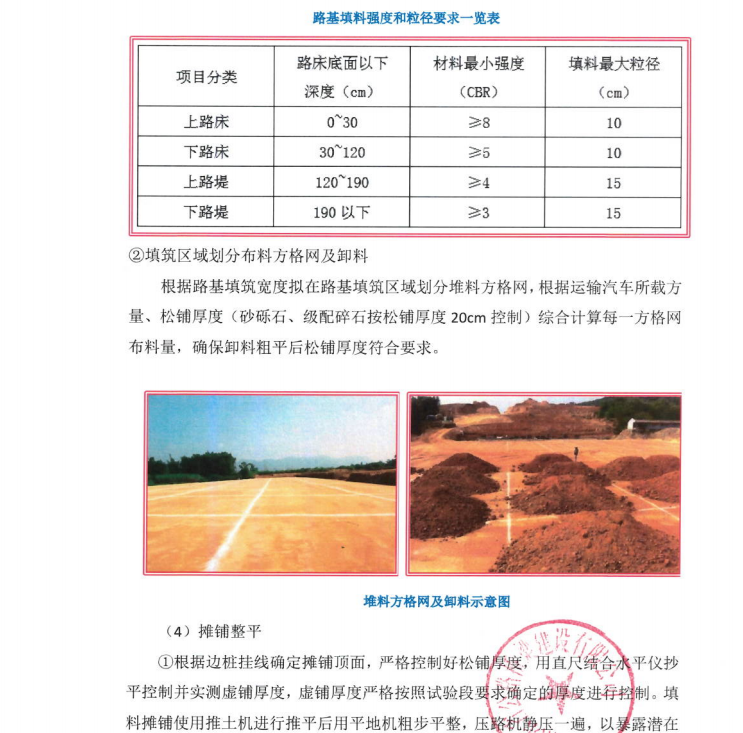 路基填料强度和粒径要求一览表
项目分类 路床底面以下深度（cm） 材料最小强度（CBR） 填料最大粒径（cm）
上路床 0~30 ≥8 10
下路床 30~120 ≥5 10
上路堤 120~190 ≥4 15
下路堤 190 以下 ≥3 15
②填筑区域划分布料方格网及卸料
根据路基填筑宽度拟在路基填筑区域划分堆料方格网，根据运输汽车所载方
量、松铺厚度（砂砾石、级配碎石按松铺厚度 20cm 控制）综合计算每一方格网
布料量，确保卸料粗平后松铺厚度符合要求。
堆料方格网及卸料示意图
（4）摊铺整平
①根据边桩挂线确定摊铺顶面，严格控制好松铺厚度，用直尺结合水平仪抄
平控制并实测虚铺厚度，虚铺厚度严格按照试验段要求确定的厚度进行控制。填
料摊铺使用推土机进行推平后用平地机粗步平整，压路机静压一遍，以暴露潜在
建设有限公司